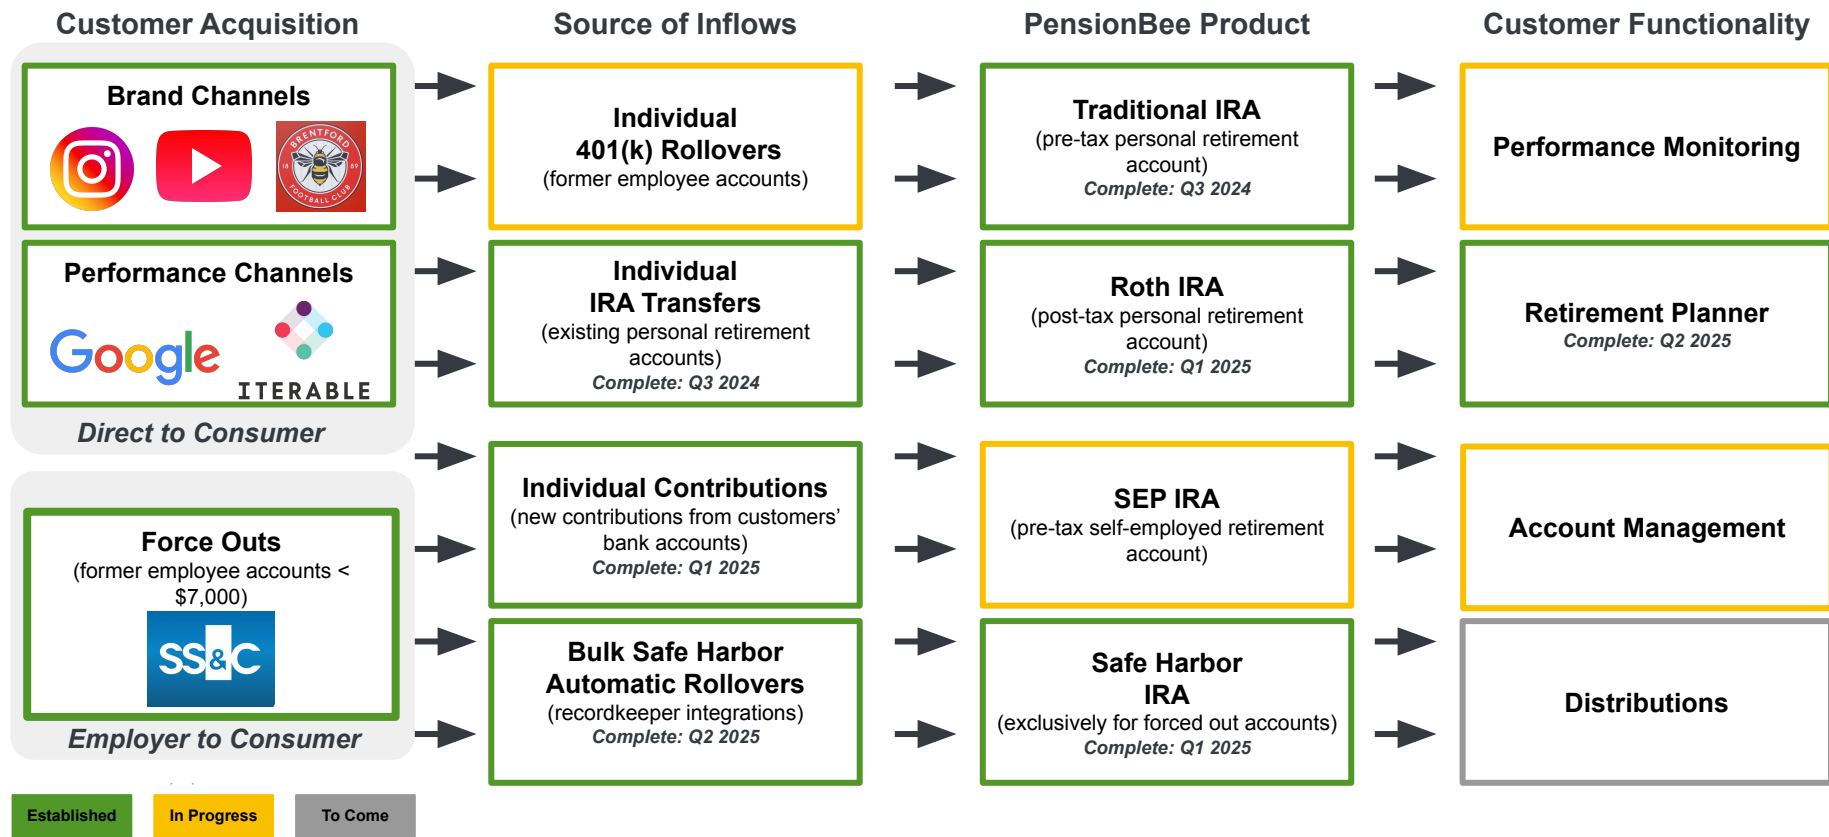 Customer Acquisition
Source of Inflows
PensionBee Product
Customer Functionality
Brand Channels
BRENTFORD
18 89
FOOTBALL CLUB
Performance Channels
Google
ITERABLE
Direct to Consumer
Force Outs
(former employee accounts <
$7,000)
SS&C
Employer to Consumer
Individual
401(k) Rollovers
(former employee accounts)
Individual
IRA Transfers
(existing personal retirement
accounts)
Complete: Q3 2024
Individual Contributions
(new contributions from customers’
bank accounts)
Complete: Q1 2025
Bulk Safe Harbor
Automatic Rollovers
(recordkeeper integrations)
Complete: Q2 2025
Traditional IRA
(pre-tax personal retirement
account)
Complete: Q3 2024
Roth IRA
(post-tax personal retirement
account)
Complete: Q1 2025
SEP IRA
(pre-tax self-employed retirement
account)
Safe Harbor
IRA
(exclusively for forced out accounts)
Complete: Q1 2025
Performance Monitoring
Retirement Planner
Complete: Q2 2025
Account Management
Distributions
Established
In Progress
To Come